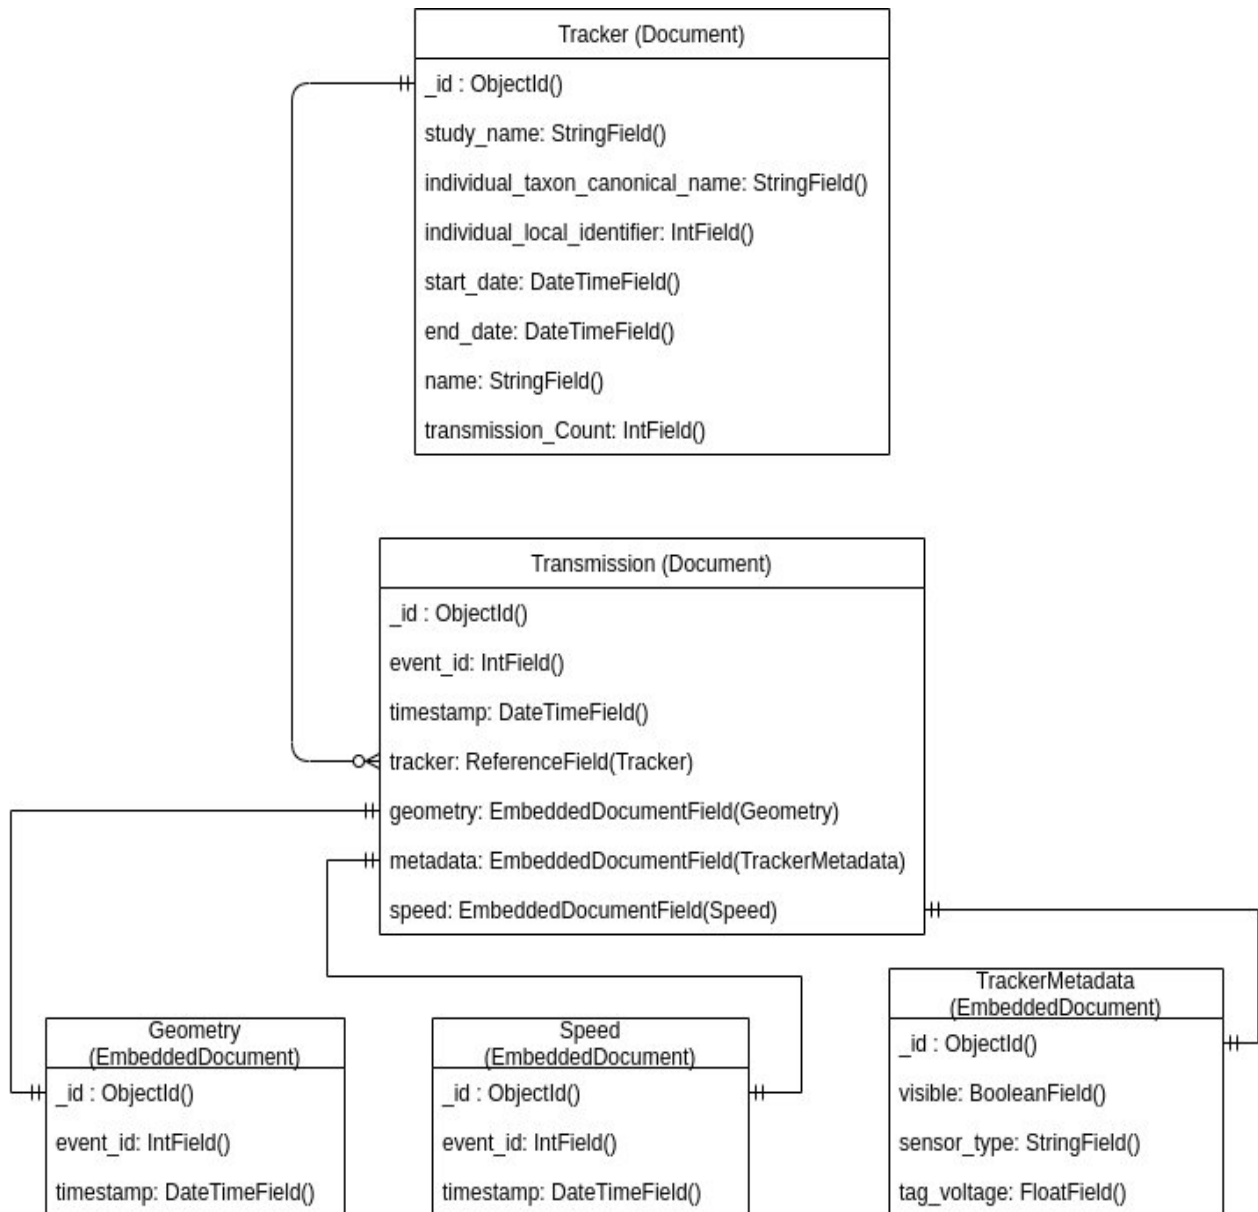 Tracker (Document)
_id : ObjectId()
study_name: StringField()
individual_taxon_canonical_name: StringField()
individual_local_identifier: IntField()
start_date: DateTimeField()
end_date: DateTimeField()
name: StringField()
transmission_Count: IntField()
Transmission (Document)
_id : ObjectId()
event_id: IntField()
timestamp: DateTimeField()
tracker: ReferenceField(Tracker)
geometry: EmbeddedDocumentField(Geometry)
metadata: EmbeddedDocumentField(TrackerMetadata)
speed: EmbeddedDocumentField(Speed)
Geometry
(EmbeddedDocument)
_id : ObjectId()
event_id: IntField()
timestamp: DateTimeField()
Speed
(EmbeddedDocument)
_id : ObjectId()
event_id: IntField()
timestamp: DateTimeField()
TrackerMetadata
(EmbeddedDocument)
_id : ObjectId()
visible: BooleanField()
sensor_type: StringField()
tag_voltage: FloatField()